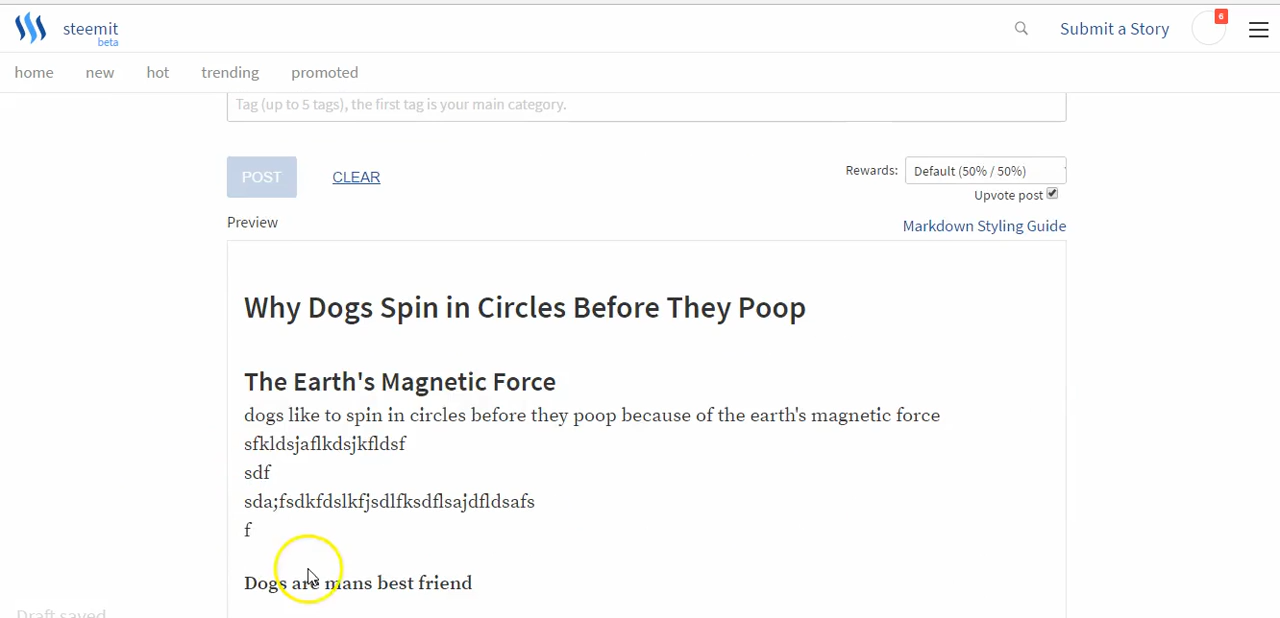 steemit
beta
Submit a Story
6
home new hot trending promoted
Tag (up to 5 tags), the first tag is your main category.
POST
CLEAR
Rewards: Default (50% / 50%)
Upvote post
Preview
Markdown Styling Guide
Why Dogs Spin in Circles Before They Poop
The Earth's Magnetic Force
dogs like to spin in circles before they poop because of the earth's magnetic force
sfkldsjaflkdsjkfldsf
sdf
sda;fsdkfdslkfjsdlfksdflsajdfldsafs
f
Dogs are mans best friend
Draft saved